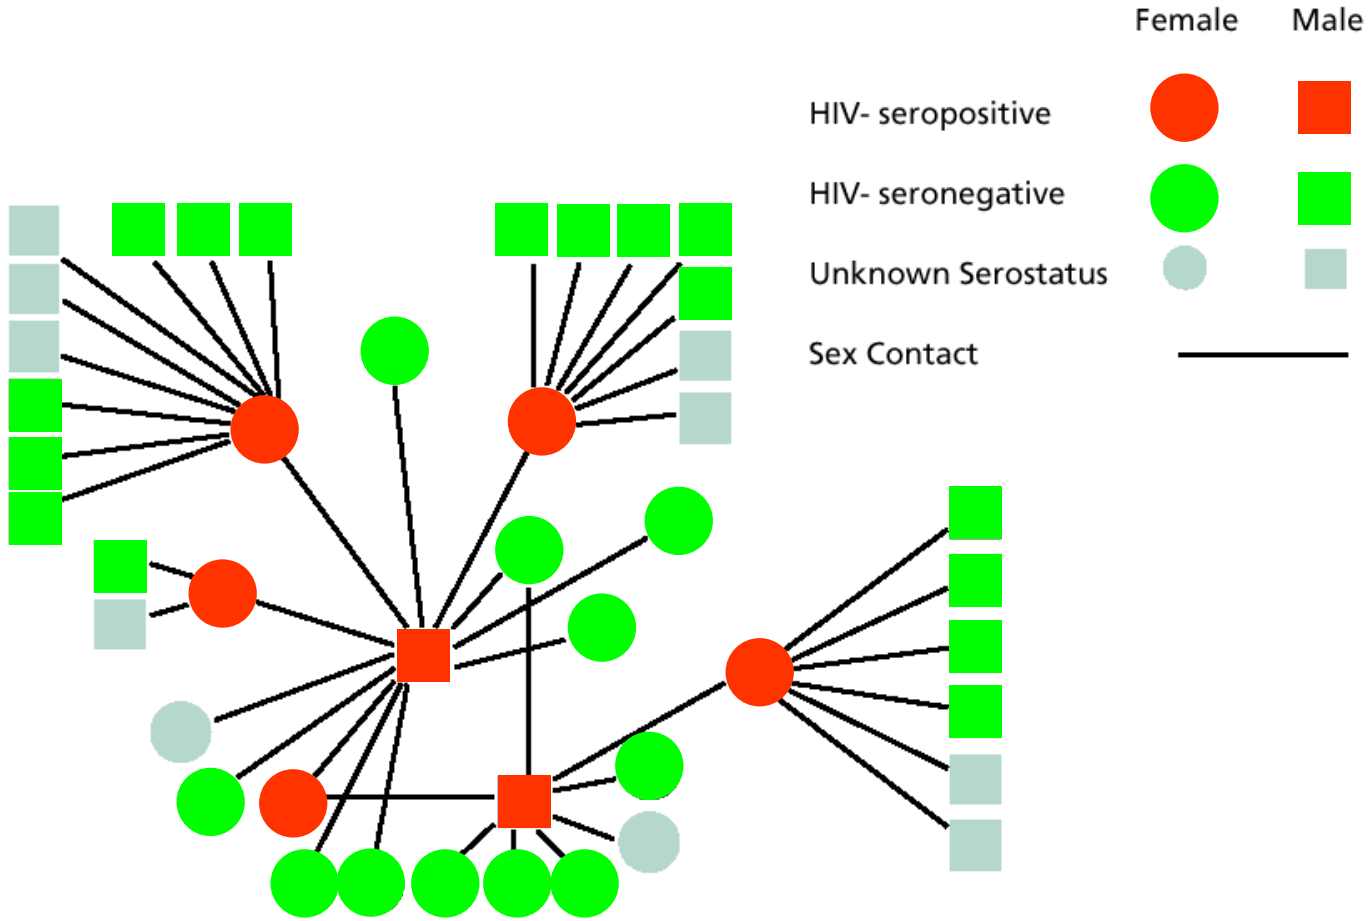 Female Male
HIV- seropositive
HIV- seronegative
Unknown Serostatus
Sex Contact